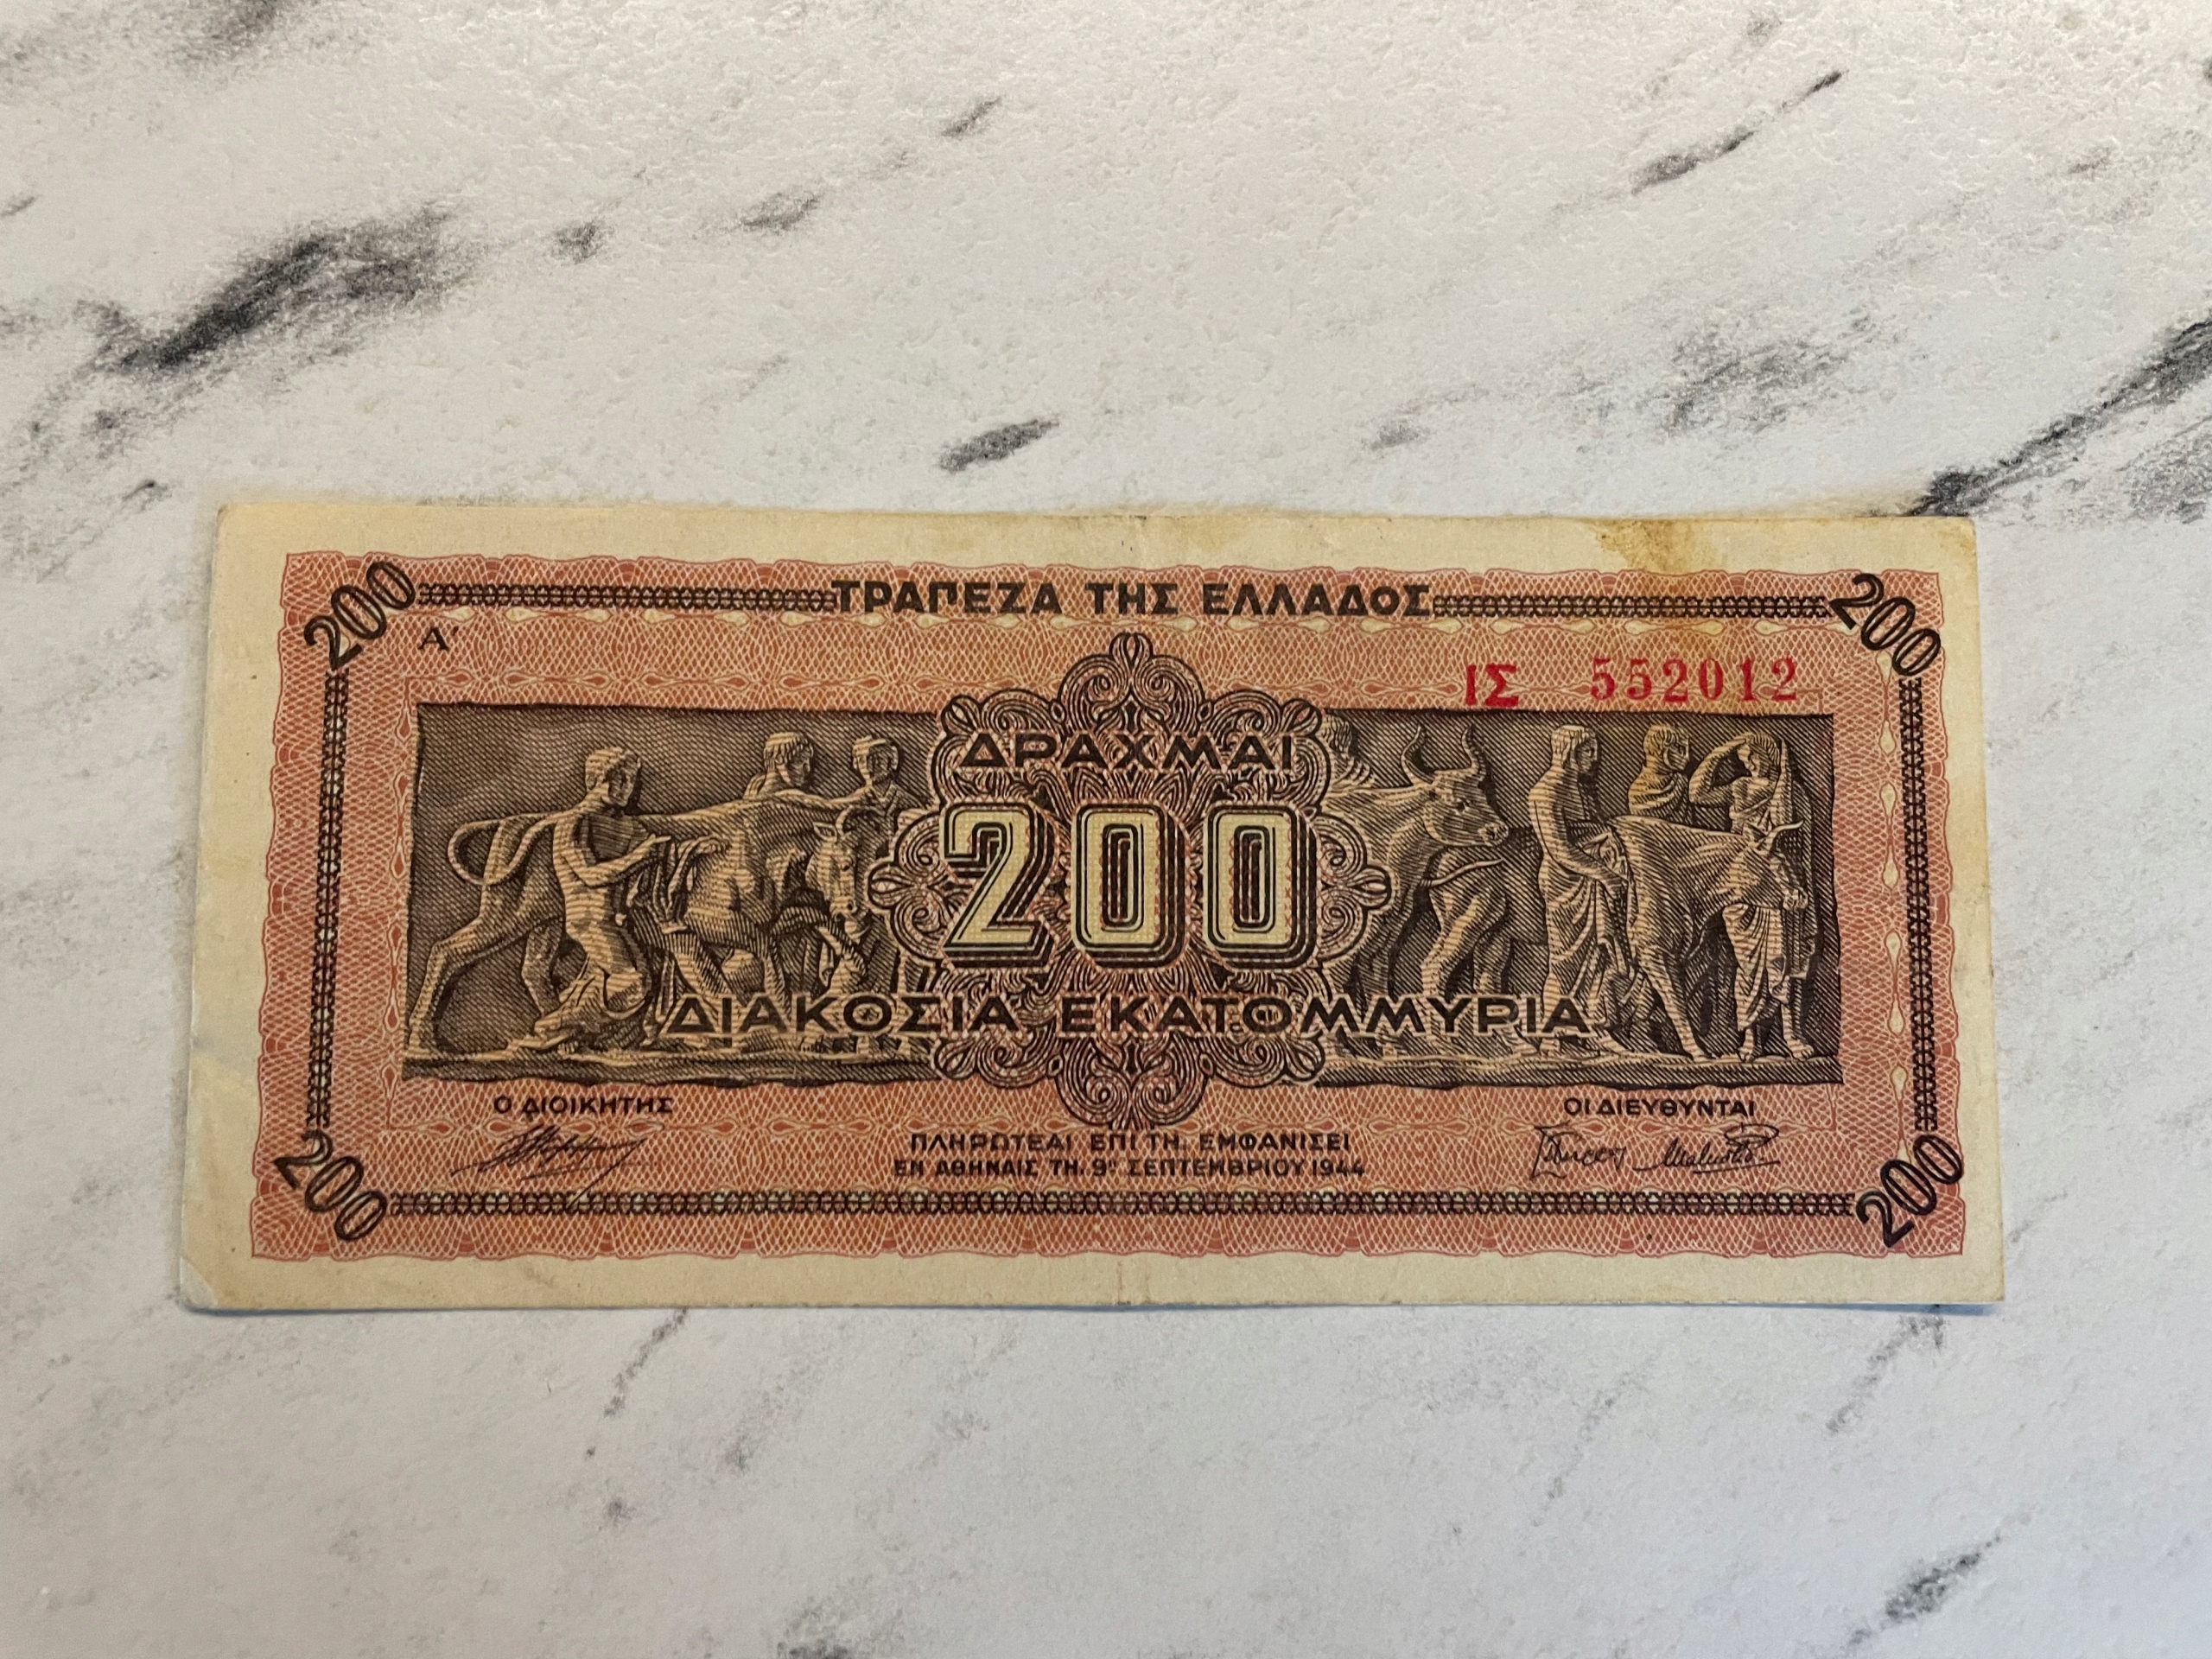 200 ΤΡΑΠΕΖΑ ΤΗΣ ΕΛΛΑΔΟΣ 200
Α΄
ΙΣ 552012
ΔΡΑΧΜΑΙ
200
ΔΙΑΚΟΣΙΑ ΕΚΑΤΟΜΜΥΡΙΑ
Ο ΔΙΟΙΚΗΤΗΣ
ΟΙ ΔΙΕΥΘΥΝΤΑΙ
ΠΛΗΡΩΤΕΑΙ ΕΠΙ ΤΗ. ΕΜΦΑΝΙΣΕΙ
ΕΝ ΑΘΗΝΑΙΣ ΤΗ. 9ῃ ΣΕΠΤΕΜΒΡΙΟΥ 1944
200 200